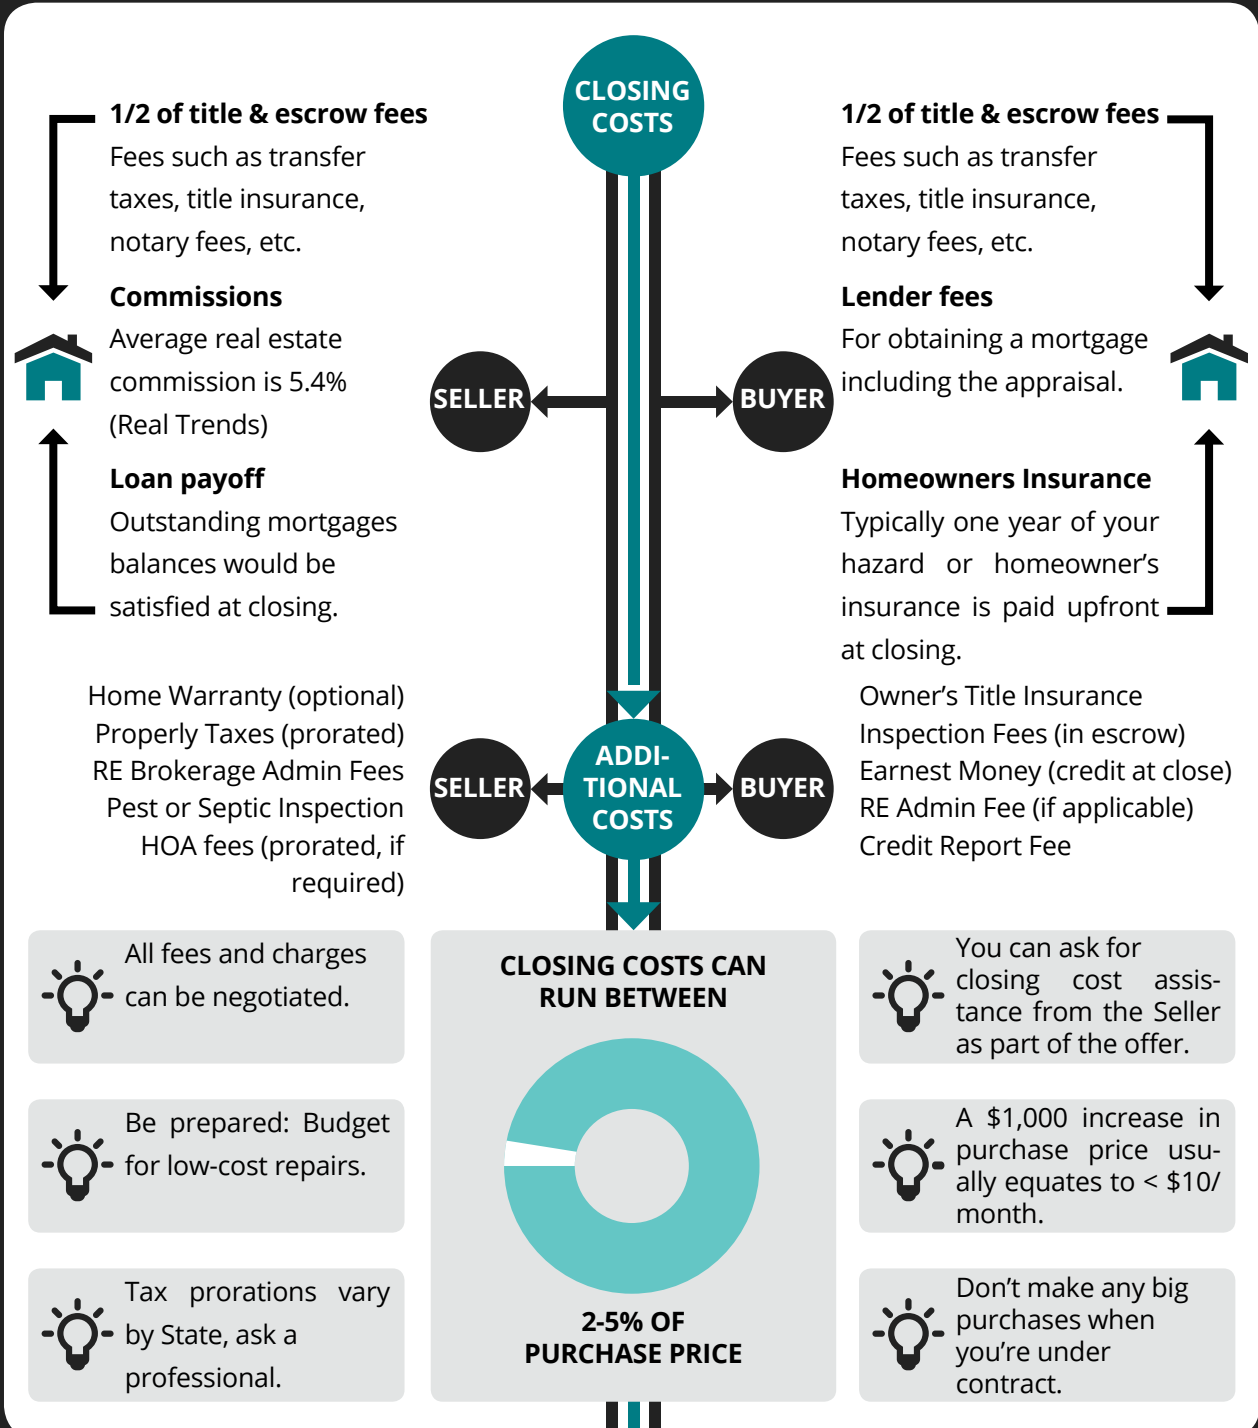 CLOSING
COSTS
1/2 of title & escrow fees
Fees such as transfer
taxes, title insurance,
notary fees, etc.
Commissions
Average real estate
commission is 5.4%
(Real Trends)
Loan payoff
Outstanding mortgages
balances would be
satisfied at closing.
SELLER
BUYER
1/2 of title & escrow fees
Fees such as transfer
taxes, title insurance,
notary fees, etc.
Lender fees
For obtaining a mortgage
including the appraisal.
Homeowners Insurance
Typically one year of your
hazard or homeowner’s
insurance is paid upfront
at closing.
Home Warranty (optional)
Properly Taxes (prorated)
RE Brokerage Admin Fees
Pest or Septic Inspection
HOA fees (prorated, if
required)
SELLER
ADDI-
TIONAL
COSTS
BUYER
Owner’s Title Insurance
Inspection Fees (in escrow)
Earnest Money (credit at close)
RE Admin Fee (if applicable)
Credit Report Fee
All fees and charges
can be negotiated.
Be prepared: Budget
for low-cost repairs.
Tax prorations vary
by State, ask a
professional.
CLOSING COSTS CAN
RUN BETWEEN
2-5% OF
PURCHASE PRICE
You can ask for
closing cost assis-
tance from the Seller
as part of the offer.
A $1,000 increase in
purchase price usu-
ally equates to < $10/
month.
Don’t make any big
purchases when
you’re under
contract.